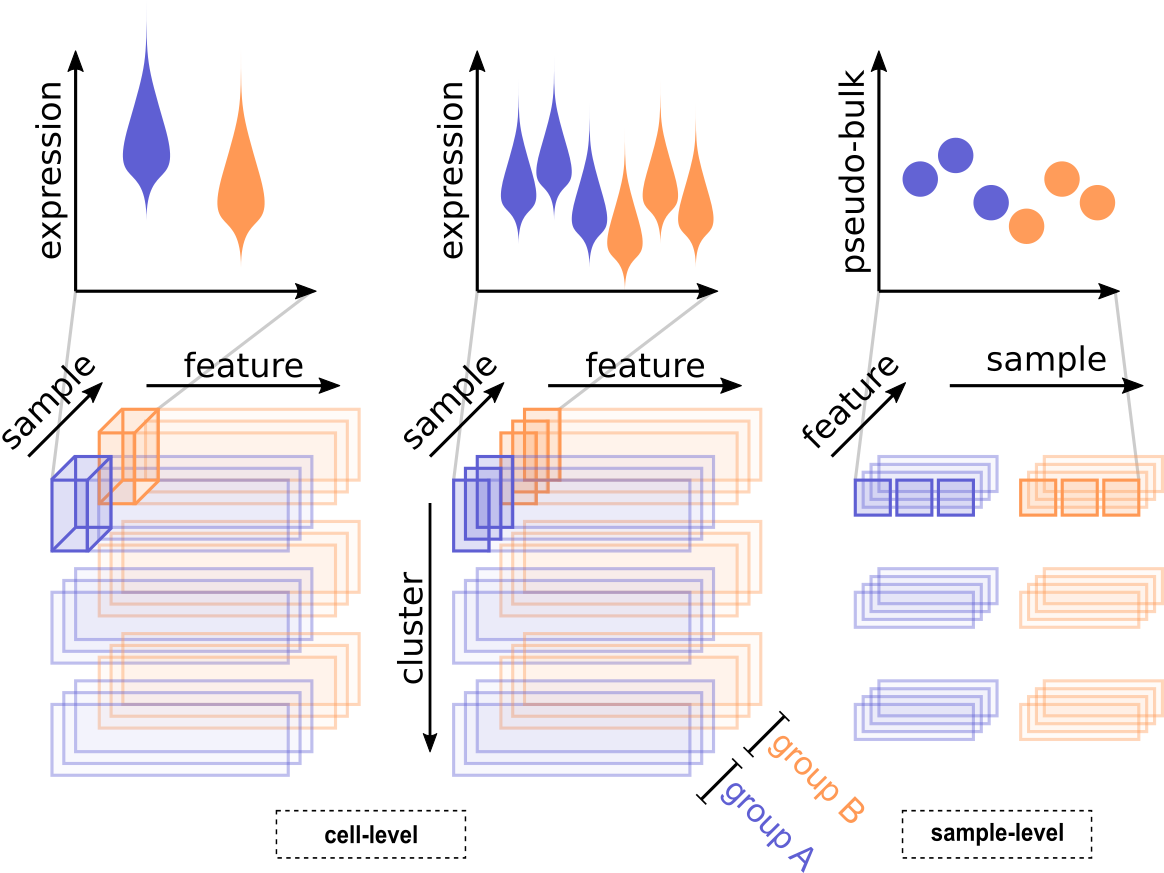 expression
expression
pseudo-bulk
sample
feature
sample
feature
feature
sample
cluster
group B
group A
cell-level
sample-level